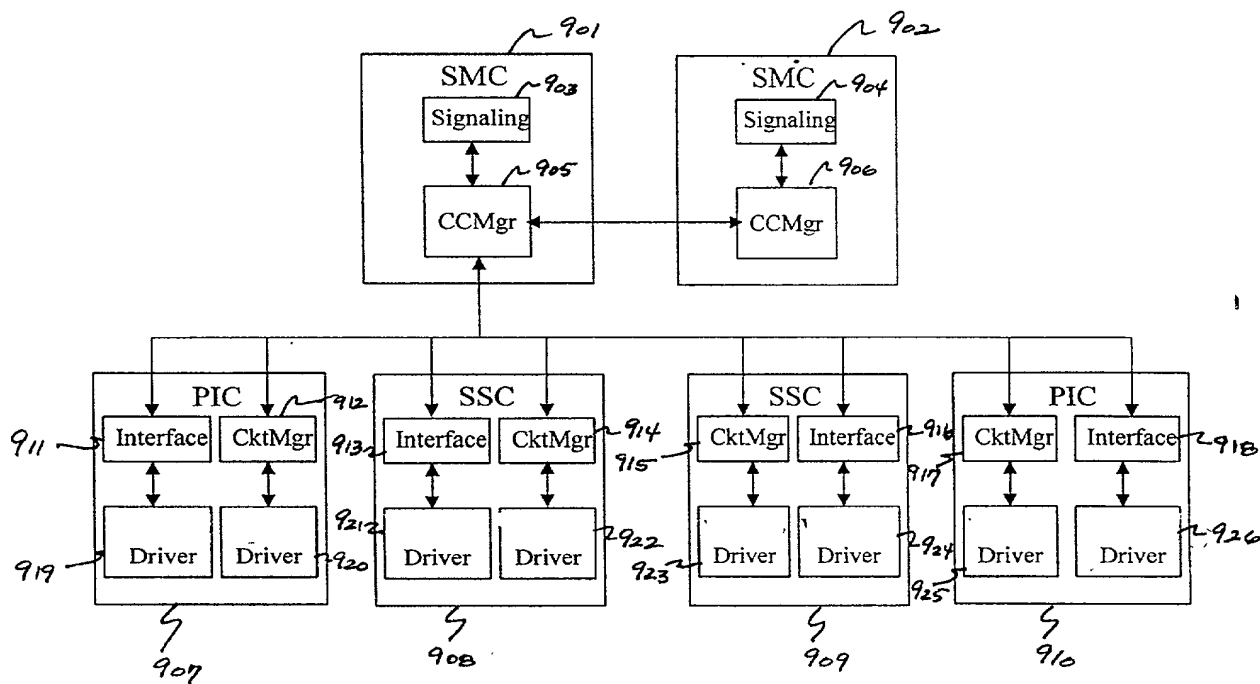 901
902
SMC
SMC
903
904
Signaling
Signaling
905
906
CCMgr
CCMgr
PIC
SSC
SSC
PIC
912
911
Interface
CktMgr
913
Interface
CktMgr
914
915
CktMgr
Interface
916
917
CktMgr
Interface
918
919
Driver
Driver
920
921
Driver
Driver
922
923
Driver
Driver
924
925
Driver
Driver
926
907
908
909
910